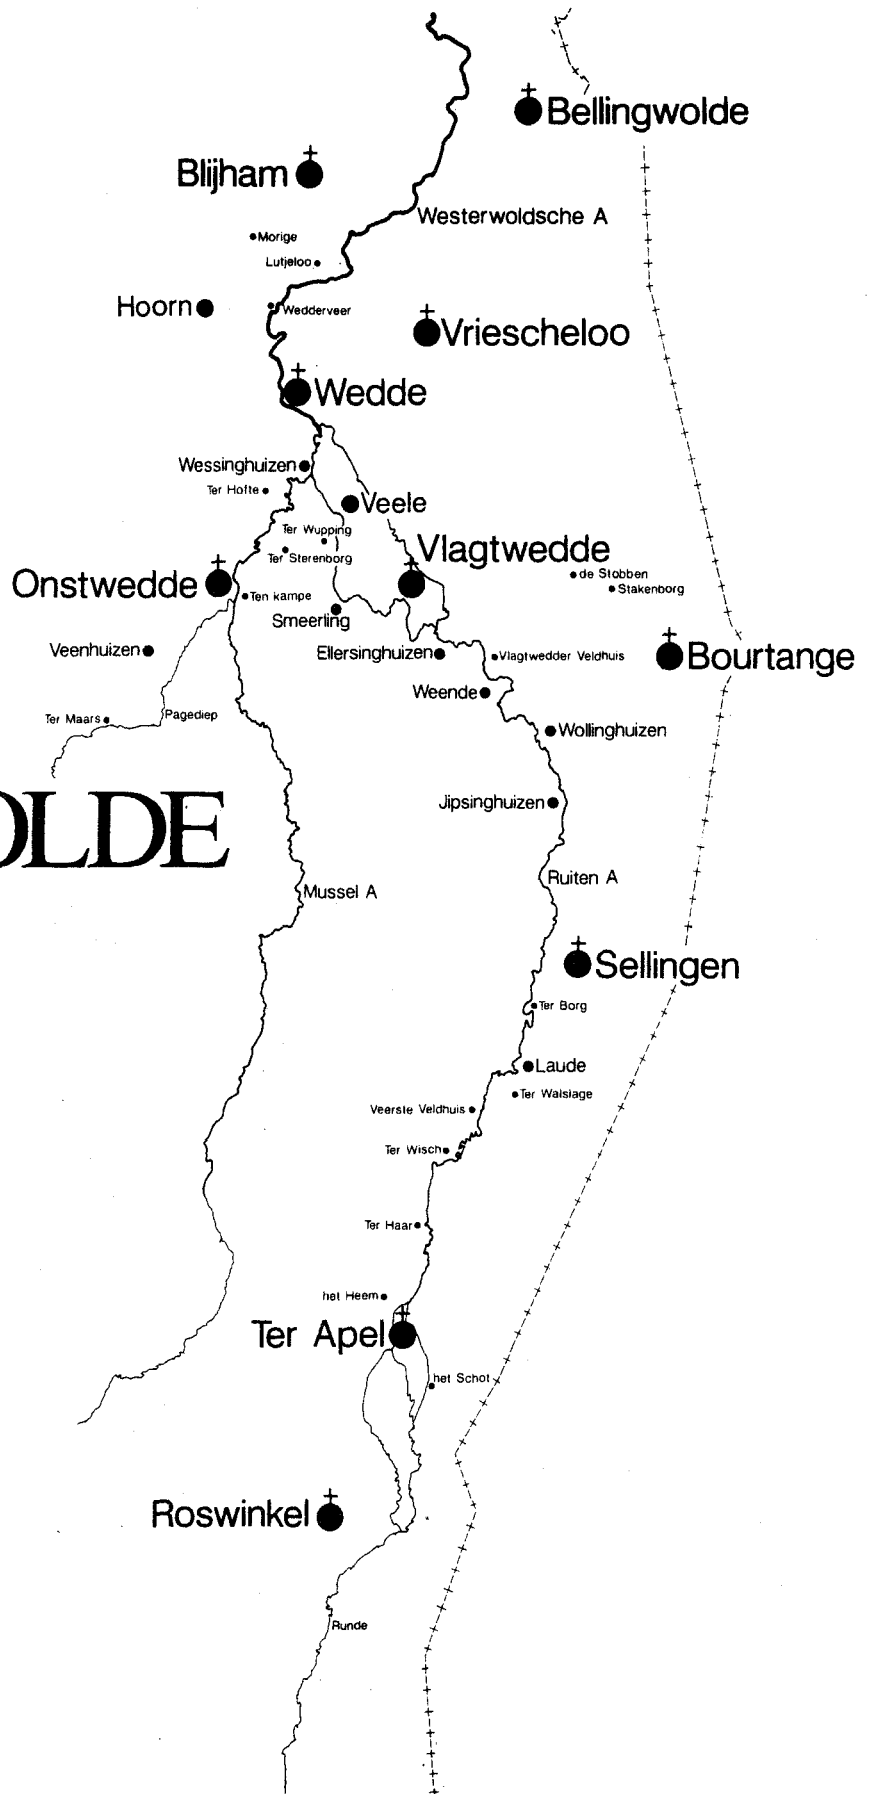 Bellingwolde
Blijham
Westerwoldsche A
Morige
Lutjeloo
Hoorn
Wedderveer
Vriescheloo
Wedde
Wessinghuizen
Ter Hofte
Veele
Ter Wupping
Vlagtwedde
Ter Sterenborg
de Stobben
Onstwedde
Stakenborg
Ten kampe
Smeerling
Veenhuizen
Ellersinghuizen
Vlagtwedder Veldhuis
Bourtange
Weende
Ter Maars
Pagediep
Wollinghuizen
Jipsinghuizen
OLDE
Ruiten A
Mussel A
Sellingen
Ter Borg
Laude
Ter Walslage
Veerste Veldhuis
Ter Wisch
Ter Haar
het Heem
Ter Apel
het Schot
Roswinkel
Runde